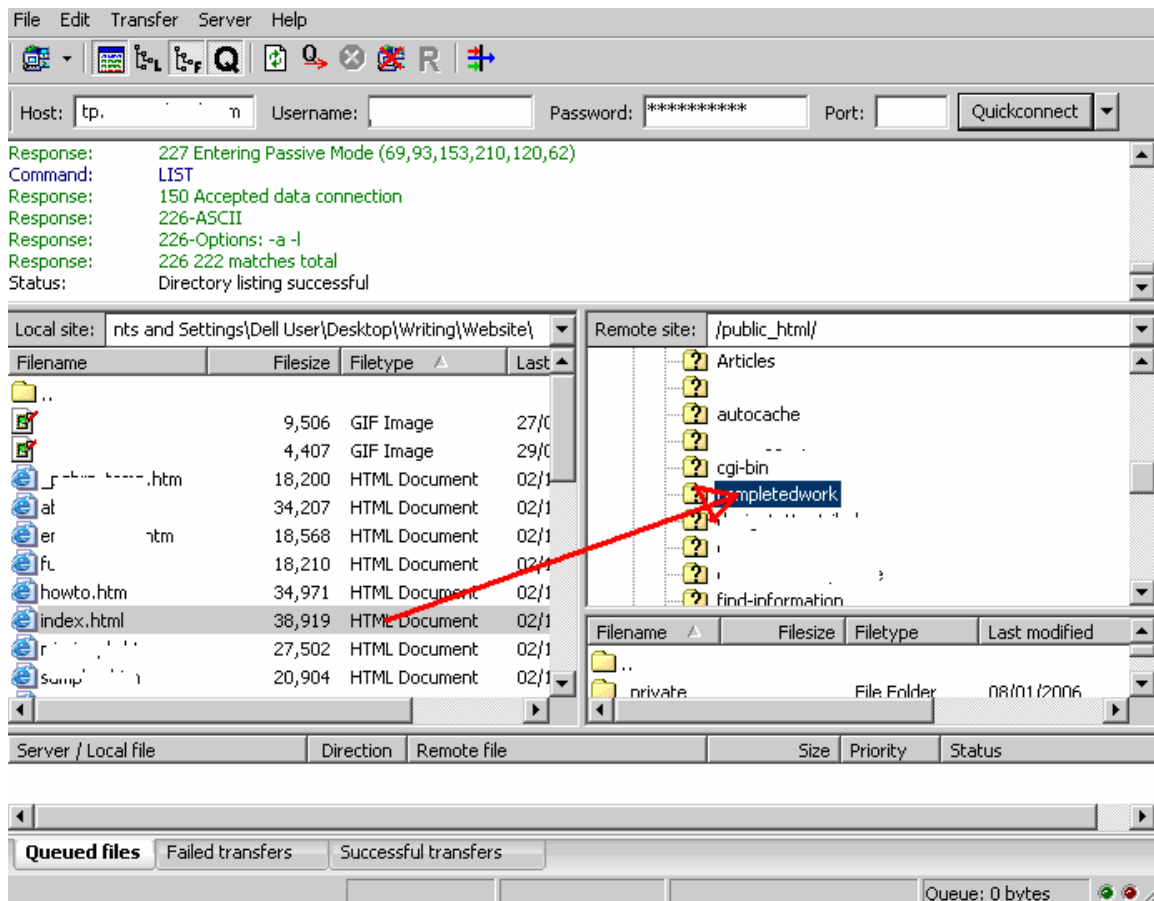 File Edit Transfer Server Help
L F Q Q R
Host: tp. Username: Password: ********** Port: Quickconnect
Response: 227 Entering Passive Mode (69,93,153,210,120,62)
Command: LIST
Response: 150 Accepted data connection
Response: 226-ASCII
Response: 226-Options: -a -l
Response: 226 222 matches total
Status: Directory listing successful
Local site: nts and Settings\Dell User\Desktop\Writing\Website\
Filename Filesize Filetype Last
..
9,506 GIF Image 27/0
4,407 GIF Image 29/0
.htm 18,200 HTML Document 02/1
34,207 HTML Document 02/1
htm 18,568 HTML Document 02/1
18,210 HTML Document 02/1
howto.htm 34,971 HTML Document 02/1
index.html 38,919 HTML Document 02/1
27,502 HTML Document 02/1
20,904 HTML Document 02/1
Remote site: /public_html/
Articles
autocache
cgi-bin
completedwork
find-information
Filename Filesize Filetype Last modified
..
_private File Folder 08/01/2006
Server / Local file Direction Remote file Size Priority Status
Queued files Failed transfers Successful transfers
Queue: 0 bytes